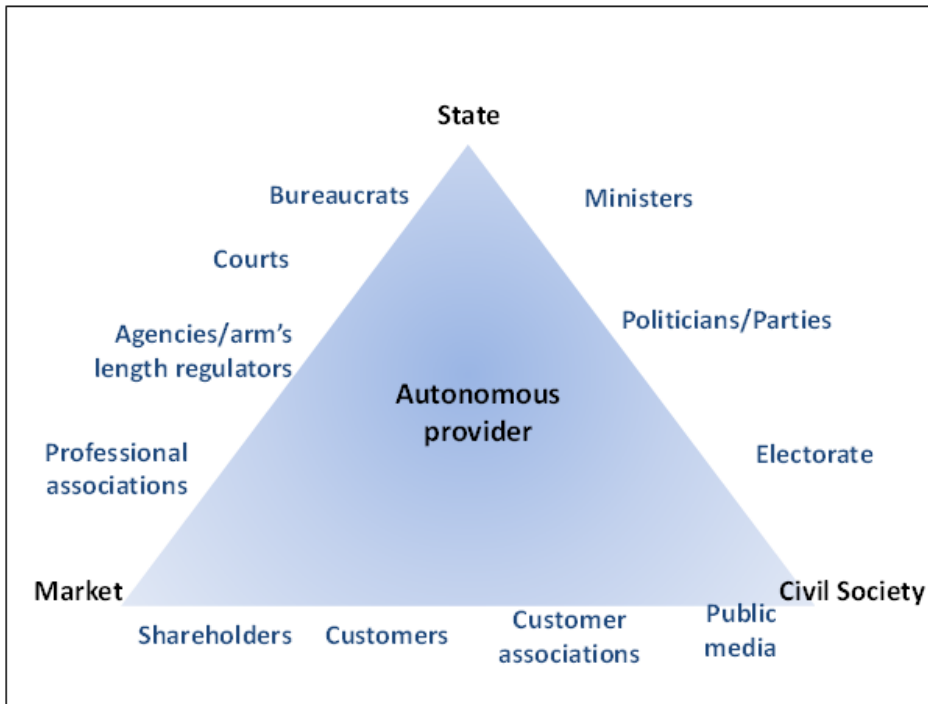 State
Bureaucrats
Ministers
Courts
Politicians/Parties
Agencies/arm's
length regulators
Autonomous
provider
Professional
associations
Electorate
Market
Civil Society
Shareholders
Customers
Customer
associations
Public
media